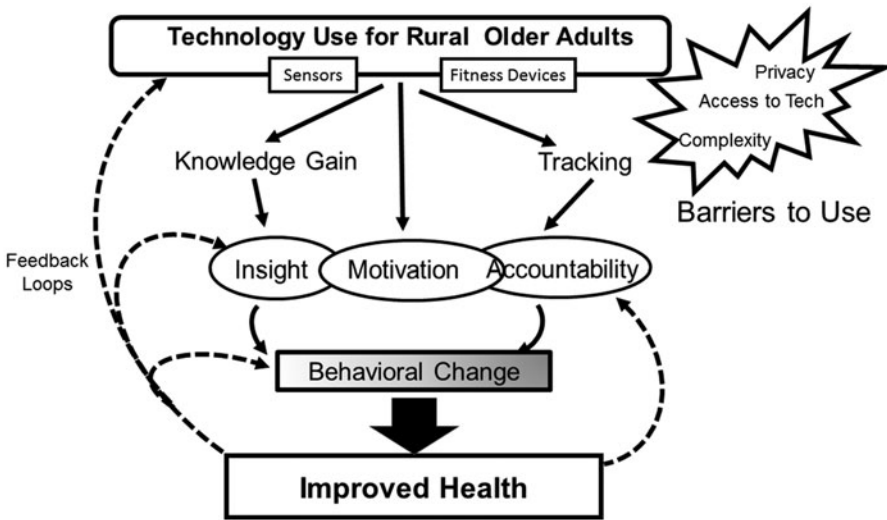 Technology Use for Rural Older Adults
Sensors
Fitness Devices
Privacy
Access to Tech
Complexity
Barriers to Use
Knowledge Gain
Tracking
Feedback
Loops
Insight
Motivation
Accountability
Behavioral Change
Improved Health